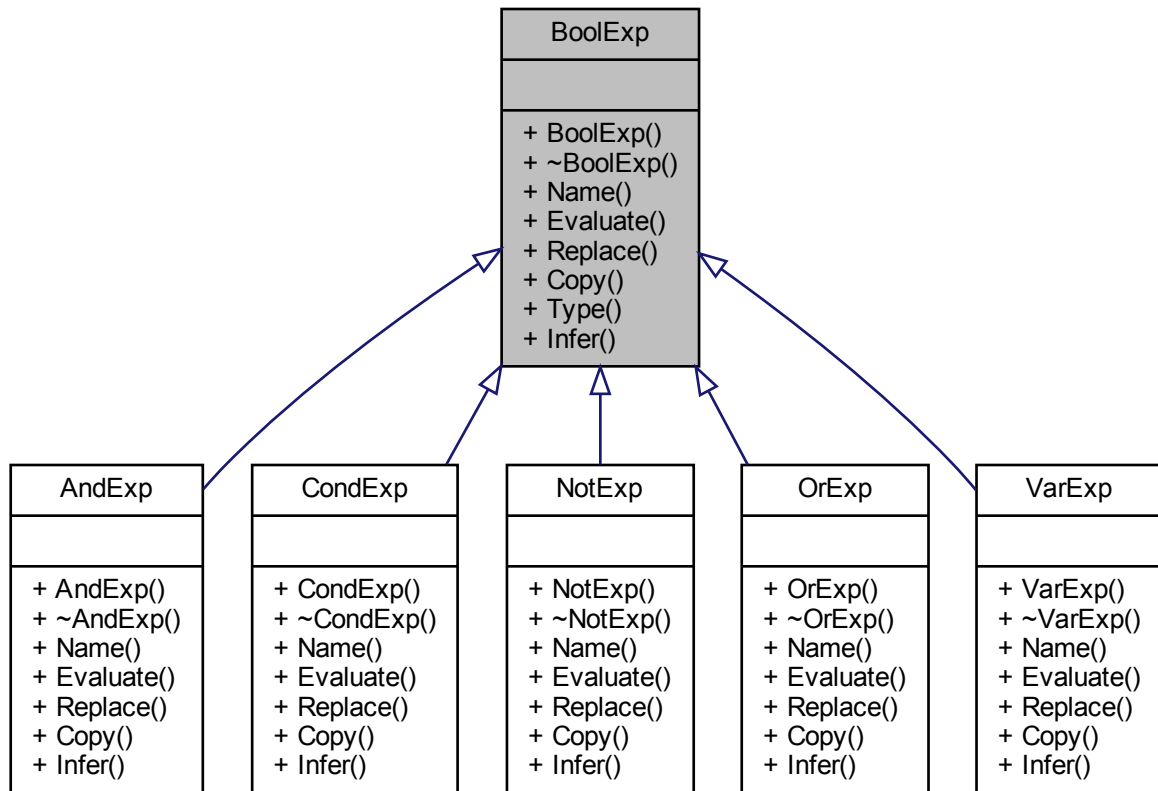 BoolExp
+ BoolExp()
+ ~BoolExp()
+ Name()
+ Evaluate()
+ Replace()
+ Copy()
+ Type()
+ Infer()
AndExp
+ AndExp()
+ ~AndExp()
+ Name()
+ Evaluate()
+ Replace()
+ Copy()
+ Infer()
CondExp
+ CondExp()
+ ~CondExp()
+ Name()
+ Evaluate()
+ Replace()
+ Copy()
+ Infer()
NotExp
+ NotExp()
+ ~NotExp()
+ Name()
+ Evaluate()
+ Replace()
+ Copy()
+ Infer()
OrExp
+ OrExp()
+ ~OrExp()
+ Name()
+ Evaluate()
+ Replace()
+ Copy()
+ Infer()
VarExp
+ VarExp()
+ ~VarExp()
+ Name()
+ Evaluate()
+ Replace()
+ Copy()
+ Infer()